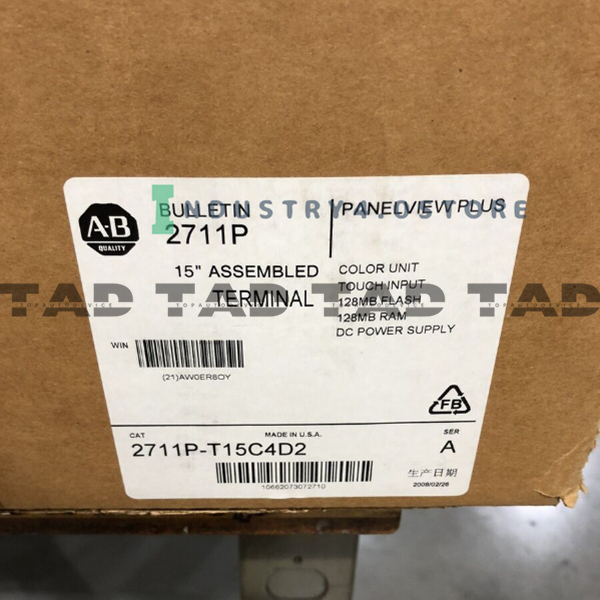 A-B
QUALITY
BULLETIN
2711P
PANELVIEW PLUS
INDUSTRY4.0STORE
15" ASSEMBLED
TERMINAL
COLOR UNIT
TOUCH INPUT
128MB FLASH
128MB RAM
DC POWER SUPPLY
TAD TAD TAD TAD TAD
TOPAUTODEVICE
WIN
(21)AW0ER8OY
FB
CAT
MADE IN U.S.A.
SER
2711P-T15C4D2
A
10662073072710
生产日期
2008/02/26